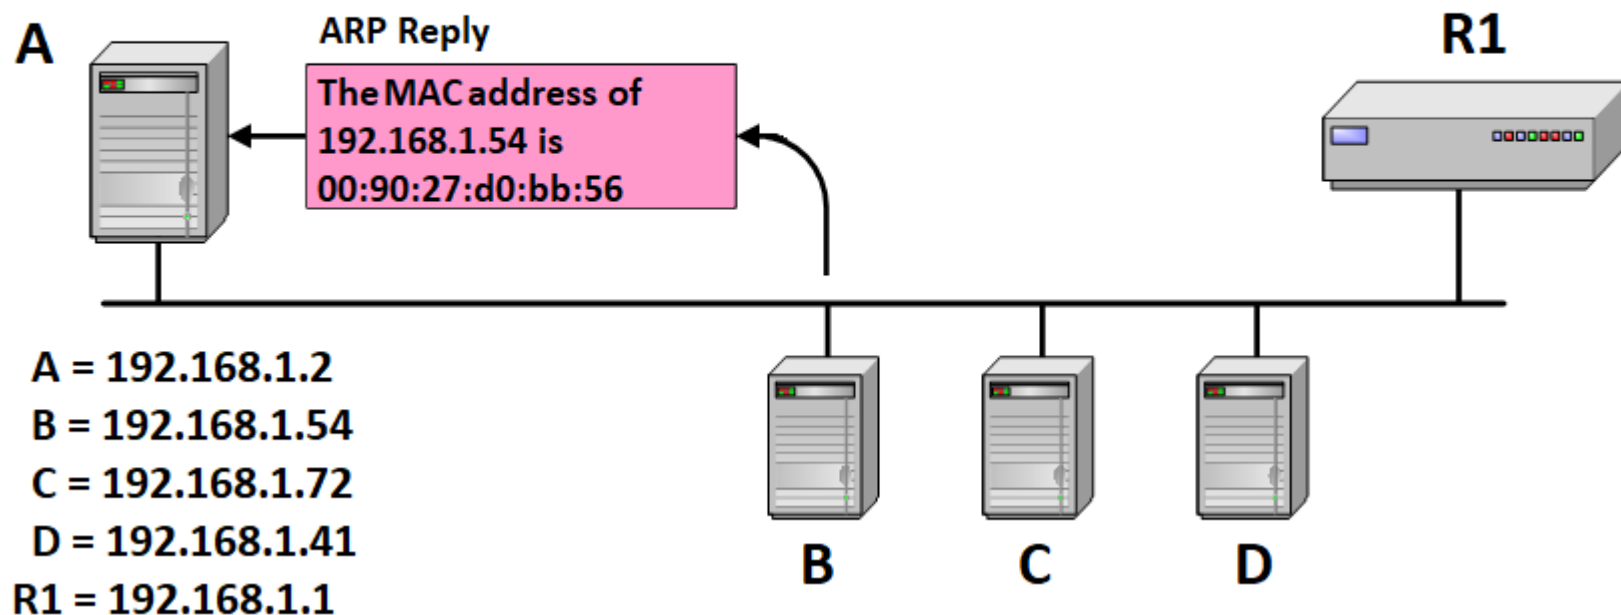 A
ARP Reply
The MAC address of
192.168.1.54 is
00:90:27:d0:bb:56
R1
A = 192.168.1.2
B = 192.168.1.54
C = 192.168.1.72
D = 192.168.1.41
R1 = 192.168.1.1
B
C
D